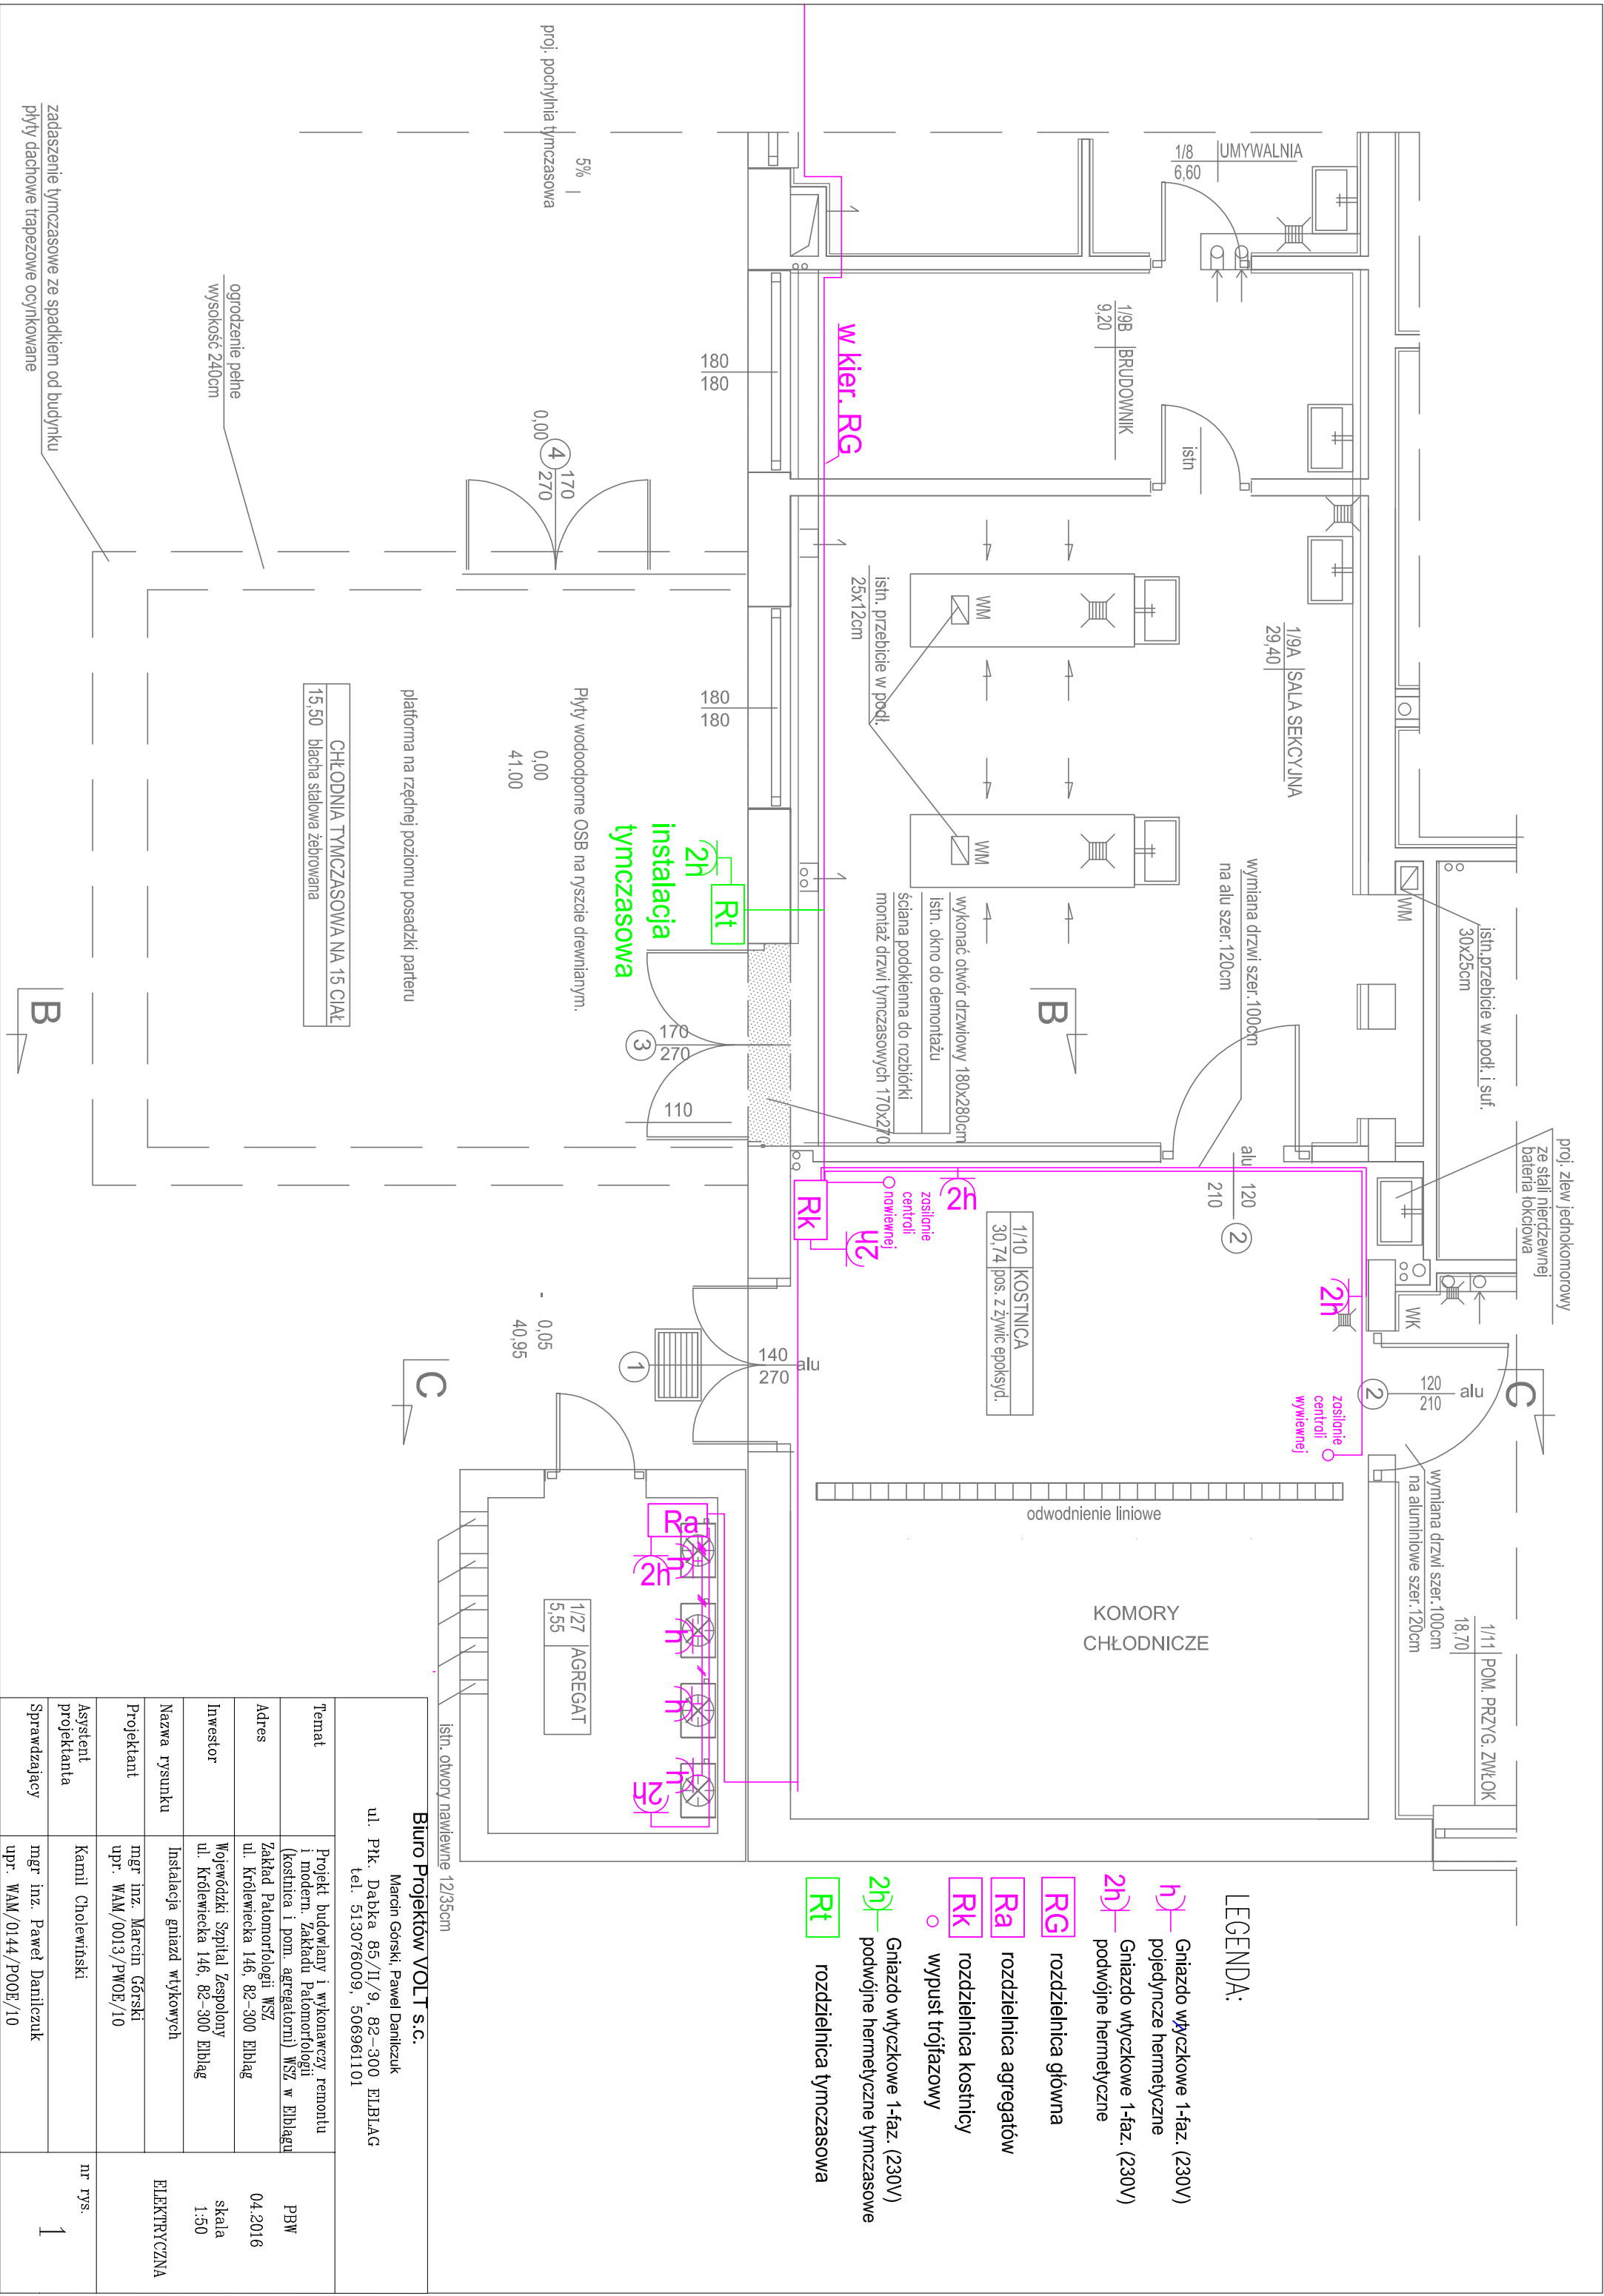 proj. pochylnia tymczasowa
5%
zadaszenie tymczasowe ze spadkiem od budynku
płyty dachowe trapezowe ocynkowane
ogrodzenie pełne
wysokość 240cm
1/8 UMYWALNIA
6,60
1/9B BRUDOWNIK
9,20
istn
w kier. RG
180
180
0,00
4
170
270
1/9A SALA SEKCYJNA
29,40
WM
WM
istn. przebicie w podł.
25x12cm
180
180
Płyty wodoodporne OSB na ryszcie drewnianym.
0,00
41.00
platforma na rzędnej poziomu posadzki parteru
CHŁODNIA TYMCZASOWA NA 15 CIAŁ
15,50 blacha stalowa żebrowana
instalacja
tymczasowa
2h
Rt
wykonać otwór drzwiowy 180x280cm
istn. okno do demontażu
ściana podokienna do rozbiórki
montaż drzwi tymczasowych 170x270
wymiana drzwi szer.100cm
na alu szer.120cm
WM
istn.przebicie w podł. i suf.
30x25cm
proj. zlew jednokomorowy
ze stali nierdzewnej
bateria łokciowa
B
B
3
170
270
110
alu
120
210
2
Rk
2h
2h
2h
zasilanie
centrali
nawiewnej
1/10 KOSTNICA
30,74 pos. z żywic epoksyd.
WK
2
120
210
alu
zasilanie
centrali
wywiewnej
C
C
wymiana drzwi szer.100cm
na aluminiowe szer.120cm
1/11 POM. PRZYG. ZWŁOK
18,70
- 0,05
40,95
1
140
270
alu
odwodnienie liniowe
KOMORY
CHŁODNICZE
Ra
2h
h
h
h
h
2h
1/27 AGREGAT
5,55
istn. otwory nawiewne 12/35cm
LEGENDA:
h Gniazdo wtyczkowe 1-faz. (230V)
pojedyncze hermetyczne
2h Gniazdo wtyczkowe 1-faz. (230V)
podwójne hermetyczne
RG rozdzielnica główna
Ra rozdzielnica agregatów
Rk rozdzielnica kostnicy
wypust trójfazowy
2h Gniazdo wtyczkowe 1-faz. (230V)
podwójne hermetyczne tymczasowe
Rt rozdzielnica tymczasowa
Biuro Projektów VOLT s.c.
Marcin Górski, Paweł Danilczuk
ul. Płk. Dąbka 85/II/9, 82-300 ELBLĄG
tel. 513076009, 506961101
Temat
Projekt budowlany i wykonawczy remontu
i modern. Zakładu Patomorfologii
(kostnica i pom. agregatorni) WSZ w Elblągu
PBW
Adres
Zakład Patomorfologii WSZ
ul. Królewiecka 146, 82-300 Elbląg
04.2016
Inwestor
Wojewódzki Szpital Zespolony
ul. Królewiecka 146, 82-300 Elbląg
skala
1:50
Nazwa rysunku
Instalacja gniazd wtykowych
ELEKTRYCZNA
Projektant
mgr inż. Marcin Górski
upr. WAM/0013/PWOE/10
Asystent
projektanta
Kamil Cholewiński
nr rys.
1
Sprawdzający
mgr inż. Paweł Danilczuk
upr. WAM/0144/POOE/10